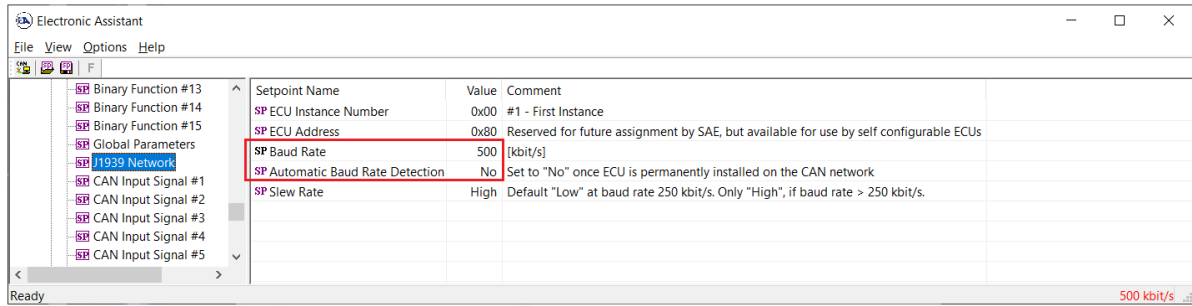 Electronic Assistant
File View Options Help
F
Binary Function #13
Binary Function #14
Binary Function #15
Global Parameters
J1939 Network
CAN Input Signal #1
CAN Input Signal #2
CAN Input Signal #3
CAN Input Signal #4
CAN Input Signal #5
Setpoint Name Value Comment
SP ECU Instance Number 0x00 #1 - First Instance
SP ECU Address 0x80 Reserved for future assignment by SAE, but available for use by self configurable ECUs
SP Baud Rate 500 [kbit/s]
SP Automatic Baud Rate Detection No Set to "No" once ECU is permanently installed on the CAN network
SP Slew Rate High Default "Low" at baud rate 250 kbit/s. Only "High", if baud rate > 250 kbit/s.
Ready 500 kbit/s